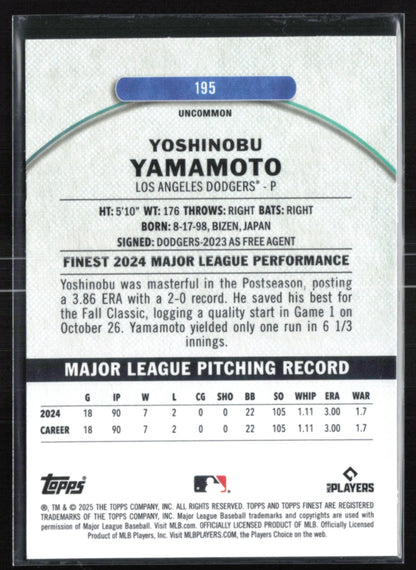 195
UNCOMMON
YOSHINOBU
YAMAMOTO
LOS ANGELES DODGERS® - P
HT: 5'10" WT: 176 THROWS: RIGHT BATS: RIGHT
BORN: 8-17-98, BIZEN, JAPAN
SIGNED: DODGERS-2023 AS FREE AGENT
FINEST 2024 MAJOR LEAGUE PERFORMANCE
Yoshinobu was masterful in the Postseason, posting
a 3.86 ERA with a 2-0 record. He saved his best for
the Fall Classic, logging a quality start in Game 1 on
October 26. Yamamoto yielded only one run in 6 1/3
innings.
MAJOR LEAGUE PITCHING RECORD
G IP W L CG SHO BB SO WHIP ERA WAR
2024 18 90 7 2 0 0 22 105 1.11 3.00 1.7
CAREER 18 90 7 2 0 0 22 105 1.11 3.00 1.7
Topps
MLB PLAYERS
®, TM & © 2025 THE TOPPS COMPANY, INC. ALL RIGHTS RESERVED. TOPPS AND TOPPS FINEST ARE REGISTERED
TRADEMARKS OF THE TOPPS COMPANY, INC. Major League Baseball trademarks and copyrights are used with
permission of Major League Baseball. Visit MLB.com. OFFICIALLY LICENSED PRODUCT OF MLB. Officially Licensed
Product of MLB Players, Inc. Visit MLBPLAYERS.COM, the Players Choice on the web.